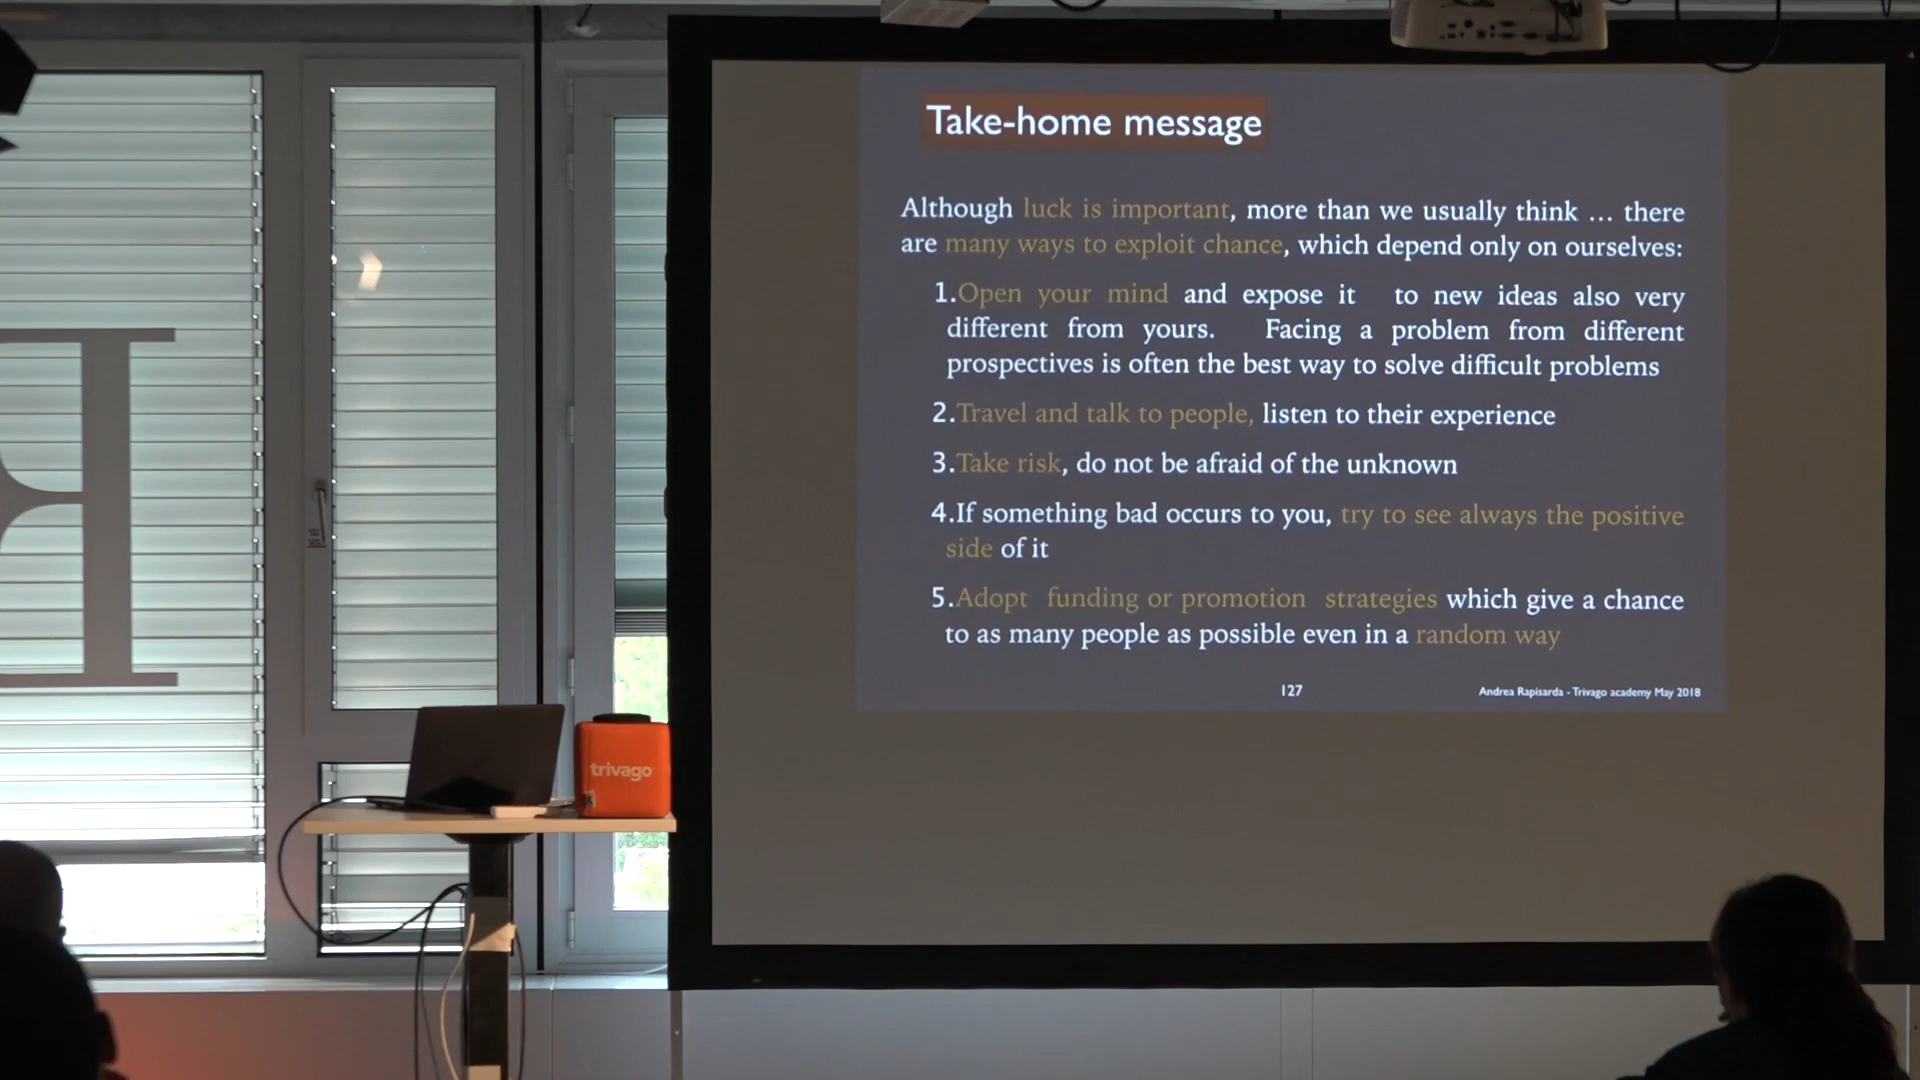 Take-home message
Although luck is important, more than we usually think ... there
are many ways to exploit chance, which depend only on ourselves:
1.Open your mind and expose it to new ideas also very
different from yours. Facing a problem from different
prospectives is often the best way to solve difficult problems
2.Travel and talk to people, listen to their experience
3.Take risk, do not be afraid of the unknown
4.If something bad occurs to you, try to see always the positive
side of it
5.Adopt funding or promotion strategies which give a chance
to as many people as possible even in a random way
127
Andrea Rapisarda - Trivago academy May 2018
trivago